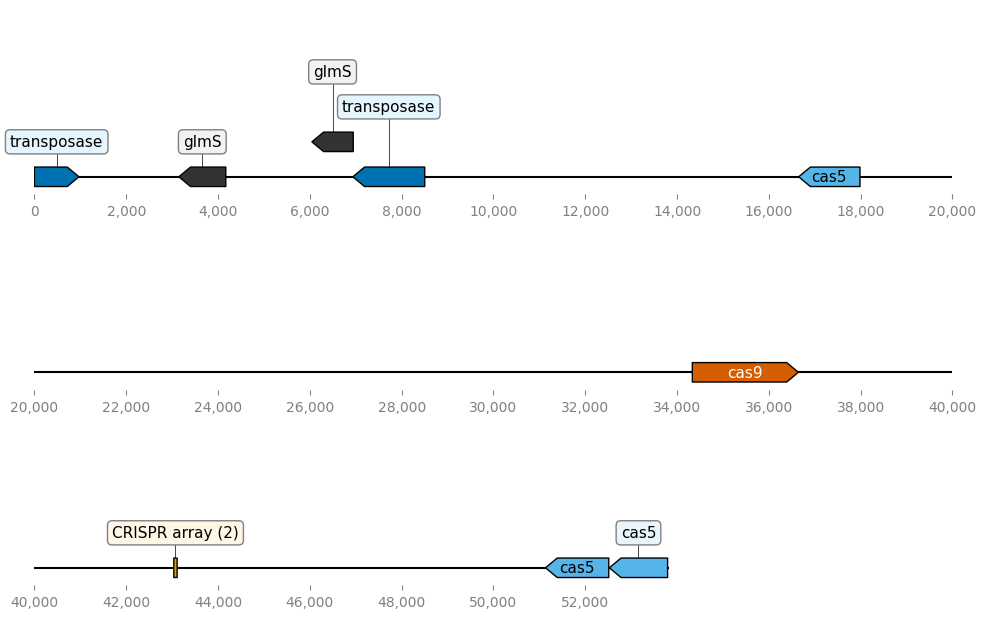 glmS
transposase
transposase glmS
cas5
0 2,000 4,000 6,000 8,000 10,000 12,000 14,000 16,000 18,000 20,000
cas9
20,000 22,000 24,000 26,000 28,000 30,000 32,000 34,000 36,000 38,000 40,000
CRISPR array (2) cas5
cas5
40,000 42,000 44,000 46,000 48,000 50,000 52,000